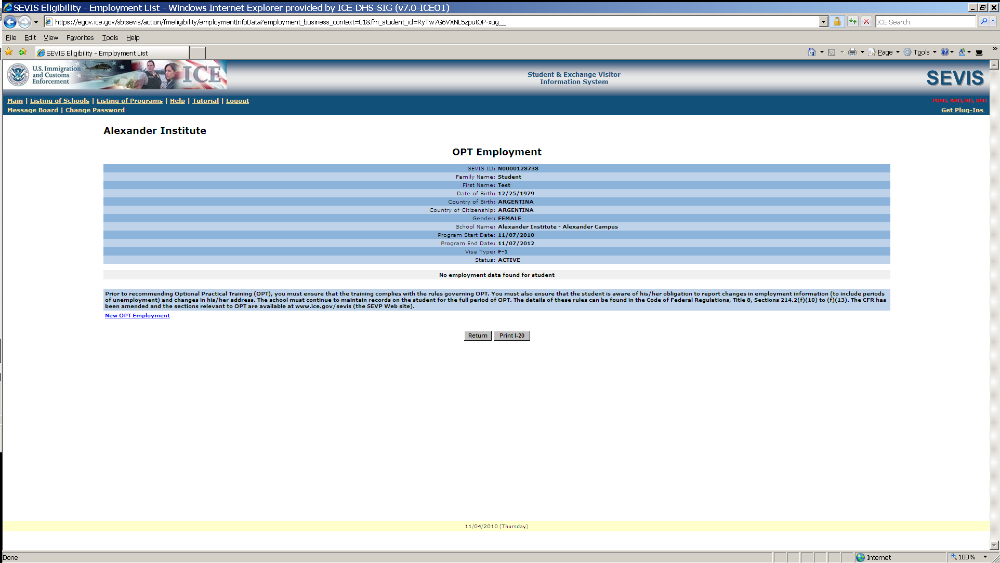 SEVIS Eligibility - Employment List - Windows Internet Explorer provided by ICE-DHS-SIG (v7.0-ICEO1)
https://egov.ice.gov/sbtsevis/action/fmeligibility/employmentInfoData?employment_business_context=01&fm_student_id=RyTw7G6VXNL5zputOP-xug__
ICE Search
File Edit View Favorites Tools Help
SEVIS Eligibility - Employment List
Page Tools
U.S. Immigration
and Customs
Enforcement
ICE
Student & Exchange Visitor
Information System
SEVIS
Main | Listing of Schools | Listing of Programs | Help | Tutorial | Logout
PDSO, ARO, RO, DSO
Message Board | Change Password
Get Plug-Ins
Alexander Institute
OPT Employment
SEVIS ID: N0000128738
Family Name: Student
First Name: Test
Date of Birth: 12/25/1979
Country of Birth: ARGENTINA
Country of Citizenship: ARGENTINA
Gender: FEMALE
School Name: Alexander Institute - Alexander Campus
Program Start Date: 11/07/2010
Program End Date: 11/07/2012
Visa Type: F-1
Status: ACTIVE
No employment data found for student
Prior to recommending Optional Practical Training (OPT), you must ensure that the training complies with the rules governing OPT. You must also ensure that the student is aware of his/her obligation to report changes in employment information (to include periods
of unemployment) and changes in his/her address. The school must continue to maintain records on the student for the full period of OPT. The details of these rules can be found in the Code of Federal Regulations, Title 8, Sections 214.2(f)(10) to (f)(13). The CFR has
been amended and the sections relevant to OPT are available at www.ice.gov/sevis (the SEVP Web site).
New OPT Employment
Return Print I-20
11/04/2010 (Thursday)
Done
Internet
100%